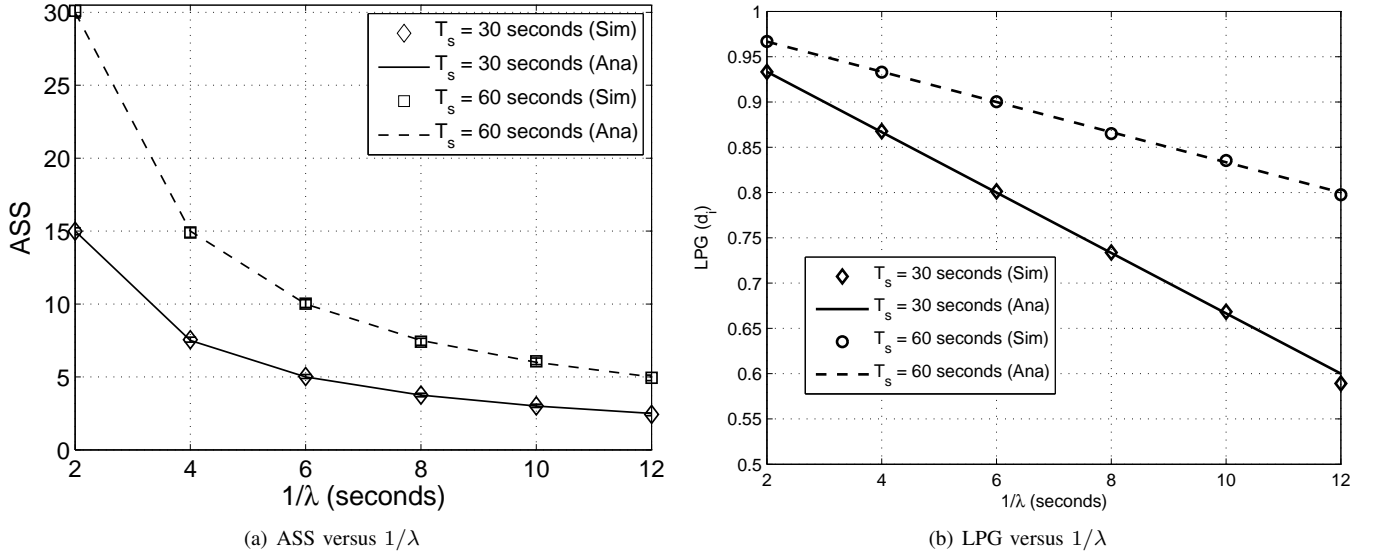 30
25
20
15
10
5
0
ASS
2 4 6 8 10 12
1/λ (seconds)
T_s = 30 seconds (Sim)
T_s = 30 seconds (Ana)
T_s = 60 seconds (Sim)
T_s = 60 seconds (Ana)
(a) ASS versus 1/λ
1
0.95
0.9
0.85
0.8
0.75
0.7
0.65
0.6
0.55
0.5
LPG (d_i)
2 4 6 8 10 12
1/λ (seconds)
T_s = 30 seconds (Sim)
T_s = 30 seconds (Ana)
T_s = 60 seconds (Sim)
T_s = 60 seconds (Ana)
(b) LPG versus 1/λ